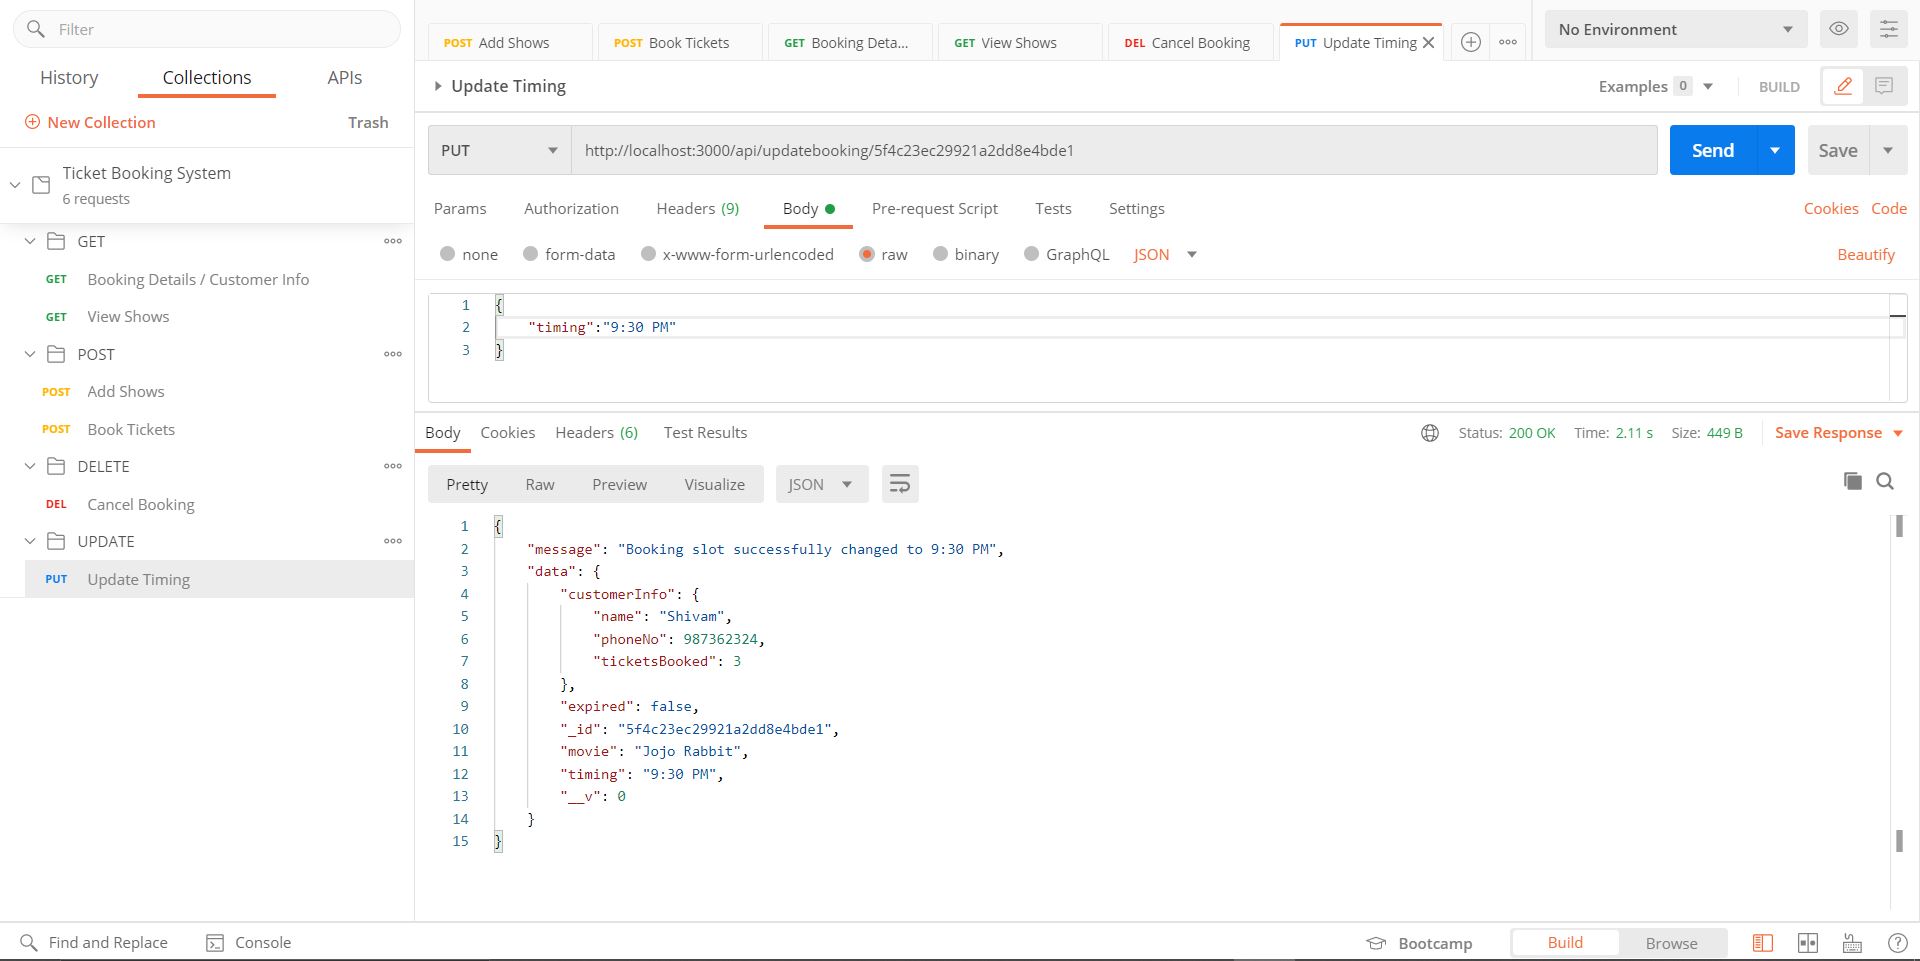 Filter
History Collections APIs
New Collection Trash
Ticket Booking System
6 requests
GET
GET Booking Details / Customer Info
GET View Shows
POST
POST Add Shows
POST Book Tickets
DELETE
DEL Cancel Booking
UPDATE
PUT Update Timing
POST Add Shows POST Book Tickets GET Booking Deta... GET View Shows DEL Cancel Booking PUT Update Timing
No Environment
Update Timing Examples 0 BUILD
PUT http://localhost:3000/api/updatebooking/5f4c23ec29921a2dd8e4bde1 Send Save
Params Authorization Headers (9) Body Pre-request Script Tests Settings Cookies Code
none form-data x-www-form-urlencoded raw binary GraphQL JSON Beautify
1 {
2 "timing":"9:30 PM"
3 }
Body Cookies Headers (6) Test Results Status: 200 OK Time: 2.11 s Size: 449 B Save Response
Pretty Raw Preview Visualize JSON
1 {
2 "message": "Booking slot successfully changed to 9:30 PM",
3 "data": {
4 "customerInfo": {
5 "name": "Shivam",
6 "phoneNo": 987362324,
7 "ticketsBooked": 3
8 },
9 "expired": false,
10 "_id": "5f4c23ec29921a2dd8e4bde1",
11 "movie": "Jojo Rabbit",
12 "timing": "9:30 PM",
13 "__v": 0
14 }
15 }
Find and Replace Console Bootcamp Build Browse